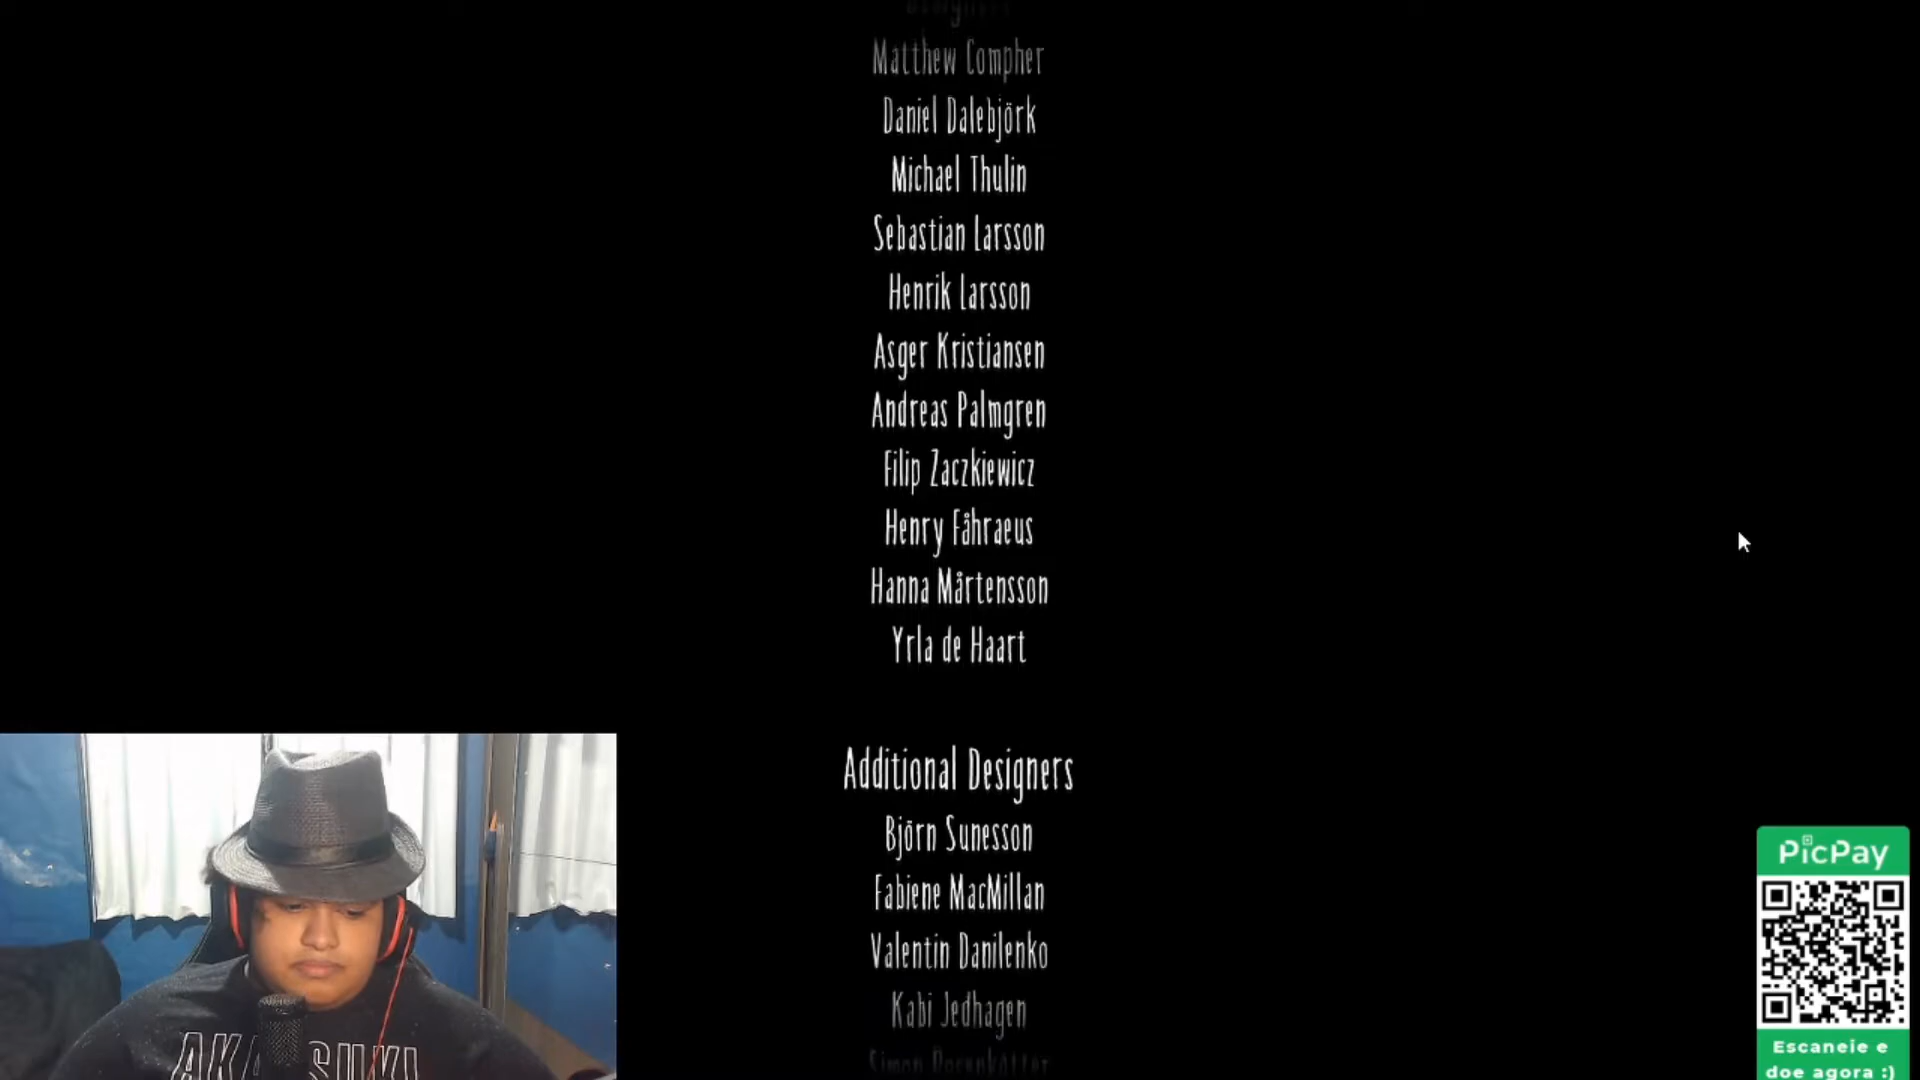 Matthew Compher
Daniel Dalebjörk
Michael Thulin
Sebastian Larsson
Henrik Larsson
Asger Kristiansen
Andreas Palmgren
Filip Zaczkiewicz
Henry Fåhraeus
Hanna Mårtensson
Yrla de Haart
Additional Designers
Björn Sunesson
Fabiene MacMillan
Valentin Danilenko
Kabi Jedhagen
PicPay
Escaneie e
doe agora :)